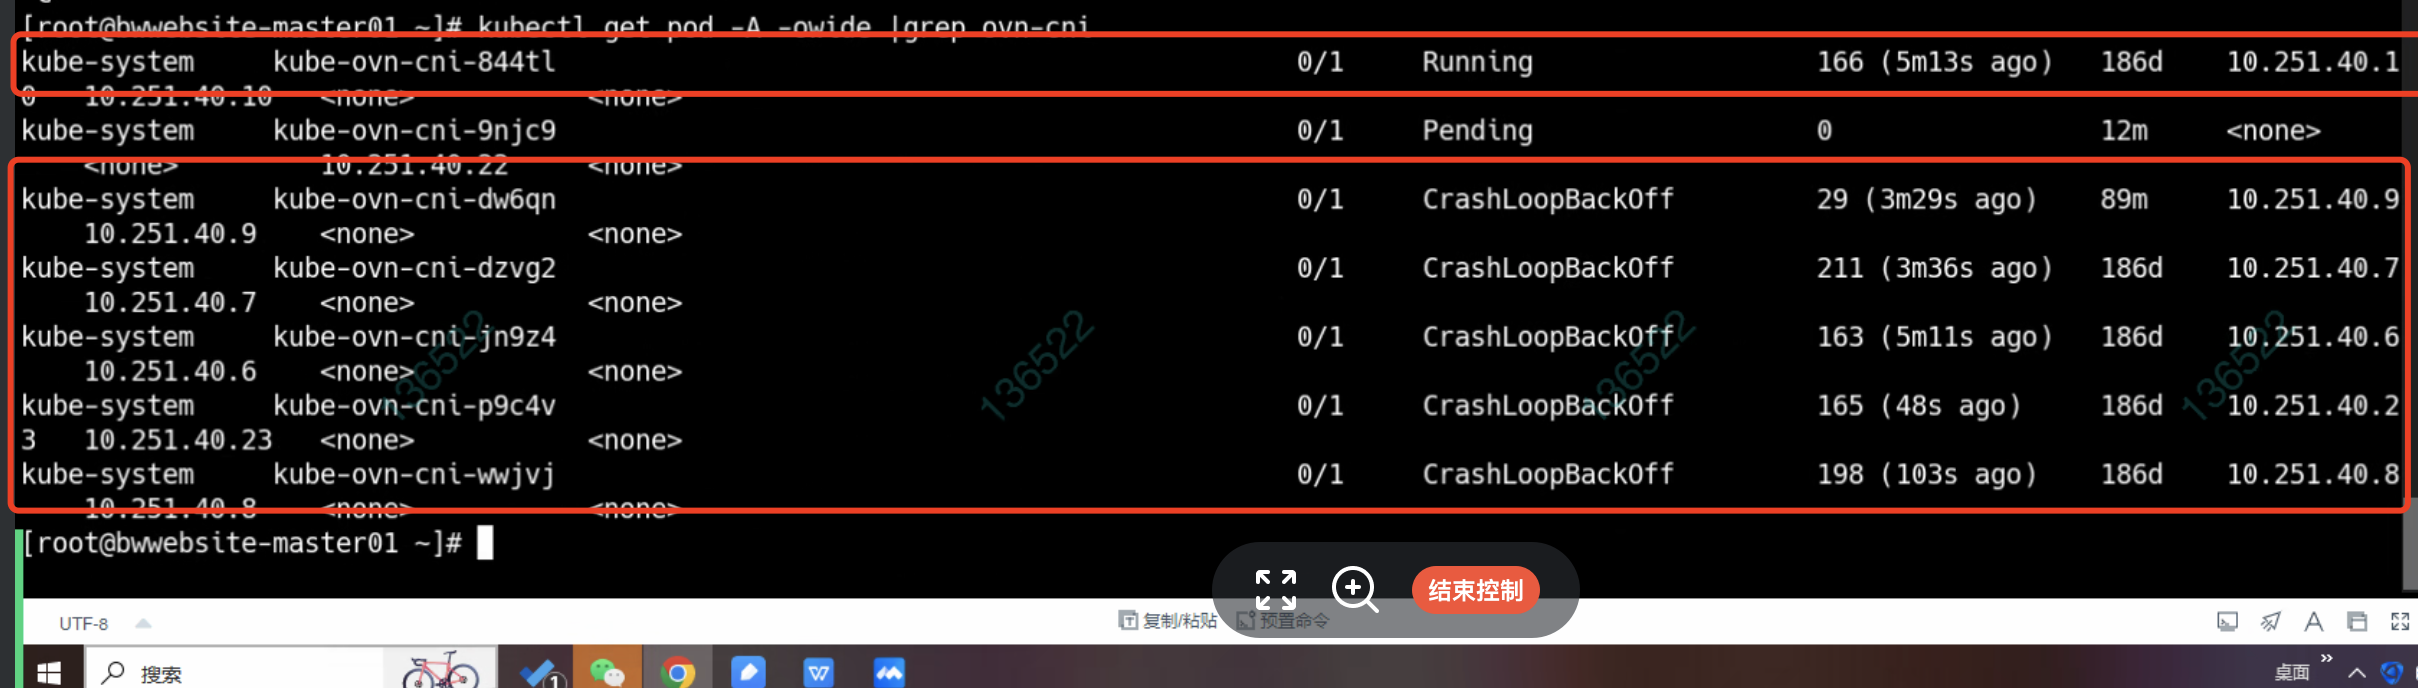 [root@bwwebsite-master01 ~]# kubectl get pod -A -owide |grep ovn-cni
kube-system     kube-ovn-cni-844tl     0/1     Running     166 (5m13s ago)   186d   10.251.40.1
0   10.251.40.10   <none>           <none>
kube-system     kube-ovn-cni-9njc9     0/1     Pending     0     12m   <none>
<none>         10.251.40.22   <none>
kube-system     kube-ovn-cni-dw6qn     0/1     CrashLoopBackOff     29 (3m29s ago)   89m   10.251.40.9
10.251.40.9    <none>           <none>
kube-system     kube-ovn-cni-dzvg2     0/1     CrashLoopBackOff     211 (3m36s ago)   186d   10.251.40.7
10.251.40.7    <none>           <none>
kube-system     kube-ovn-cni-jn9z4     0/1     CrashLoopBackOff     163 (5m11s ago)   186d   10.251.40.6
10.251.40.6    <none>           <none>
kube-system     kube-ovn-cni-p9c4v     0/1     CrashLoopBackOff     165 (48s ago)   186d   10.251.40.2
3   10.251.40.23   <none>           <none>
kube-system     kube-ovn-cni-wwjvj     0/1     CrashLoopBackOff     198 (103s ago)   186d   10.251.40.8
10.251.40.8    <none>           <none>
[root@bwwebsite-master01 ~]#
136522 136522 136522 136522
结束控制
UTF-8 复制/粘贴 预置命令
搜索 1 桌面